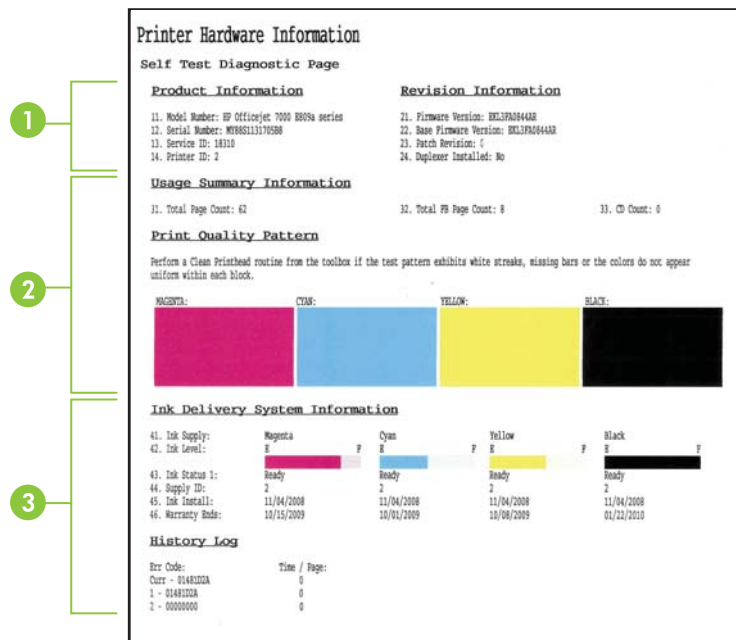 Printer Hardware Information
Self Test Diagnostic Page
1
Product Information
11. Model Number: HP Officejet 7000 E809a series
12. Serial Number: MY88S1131705B8
13. Service ID: 18310
14. Printer ID: 2
Revision Information
21. Firmware Version: EKL3FA0844AR
22. Base Firmware Version: EKL3FA0844AR
23. Patch Revision: 0
24. Duplexer Installed: No
2
Usage Summary Information
31. Total Page Count: 62 32. Total FB Page Count: 8 33. CD Count: 0
Print Quality Pattern
Perform a Clean Printhead routine from the toolbox if the test pattern exhibits white streaks, missing bars or the colors do not appear
uniform within each block.
MAGENTA: CYAN: YELLOW: BLACK:
3
Ink Delivery System Information
41. Ink Supply: Magenta Cyan Yellow Black
42. Ink Level: E F E F E F E F
43. Ink Status 1: Ready Ready Ready Ready
44. Supply ID: 2 2 2 2
45. Ink Install: 11/04/2008 11/04/2008 11/04/2008 11/04/2008
46. Warranty Ends: 10/15/2009 10/01/2009 10/08/2009 01/22/2010
History Log
Err Code: Time / Page:
Curr - 01481D2A 0
1 - 01481D2A 0
2 - 00000000 0